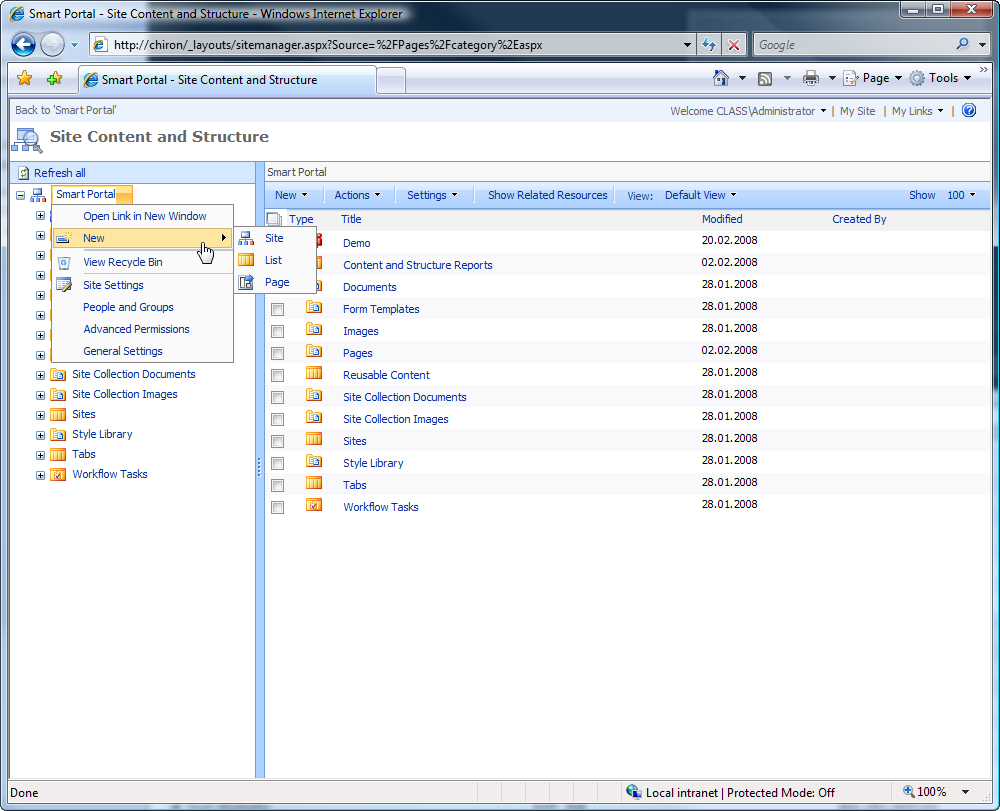 Smart Portal - Site Content and Structure - Windows Internet Explorer
http://chiron/_layouts/sitemanager.aspx?Source=%2FPages%2Fcategory%2Easpx
Google
Smart Portal - Site Content and Structure
Page Tools
Back to 'Smart Portal'
Welcome CLASS\Administrator | My Site | My Links |
Site Content and Structure
Refresh all
Smart Portal
Open Link in New Window
New
View Recycle Bin
Site Settings
People and Groups
Advanced Permissions
General Settings
Site
List
Page
Site Collection Documents
Site Collection Images
Sites
Style Library
Tabs
Workflow Tasks
Smart Portal
New Actions Settings Show Related Resources View: Default View Show 100
Type Title Modified Created By
Demo 20.02.2008
Content and Structure Reports 02.02.2008
Documents 28.01.2008
Form Templates 28.01.2008
Images 28.01.2008
Pages 02.02.2008
Reusable Content 28.01.2008
Site Collection Documents 28.01.2008
Site Collection Images 28.01.2008
Sites 28.01.2008
Style Library 28.01.2008
Tabs 28.01.2008
Workflow Tasks 28.01.2008
Done
Local intranet | Protected Mode: Off
100%